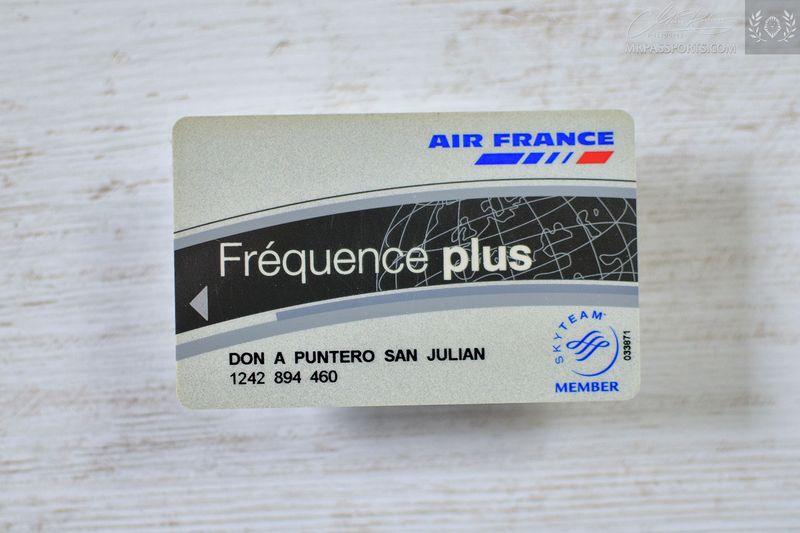 MRPASSPORTS.COM
AIR FRANCE
Fréquence plus
DON A PUNTERO SAN JULIAN
1242 894 460
SKYTEAM
MEMBER
033871